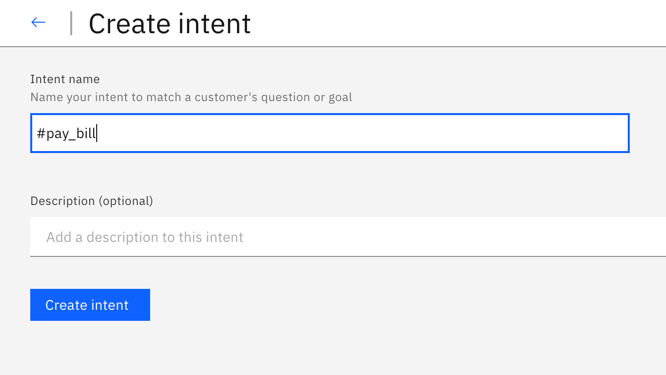 Create intent
Intent name
Name your intent to match a customer's question or goal
#pay_bill
Description (optional)
Add a description to this intent
Create intent